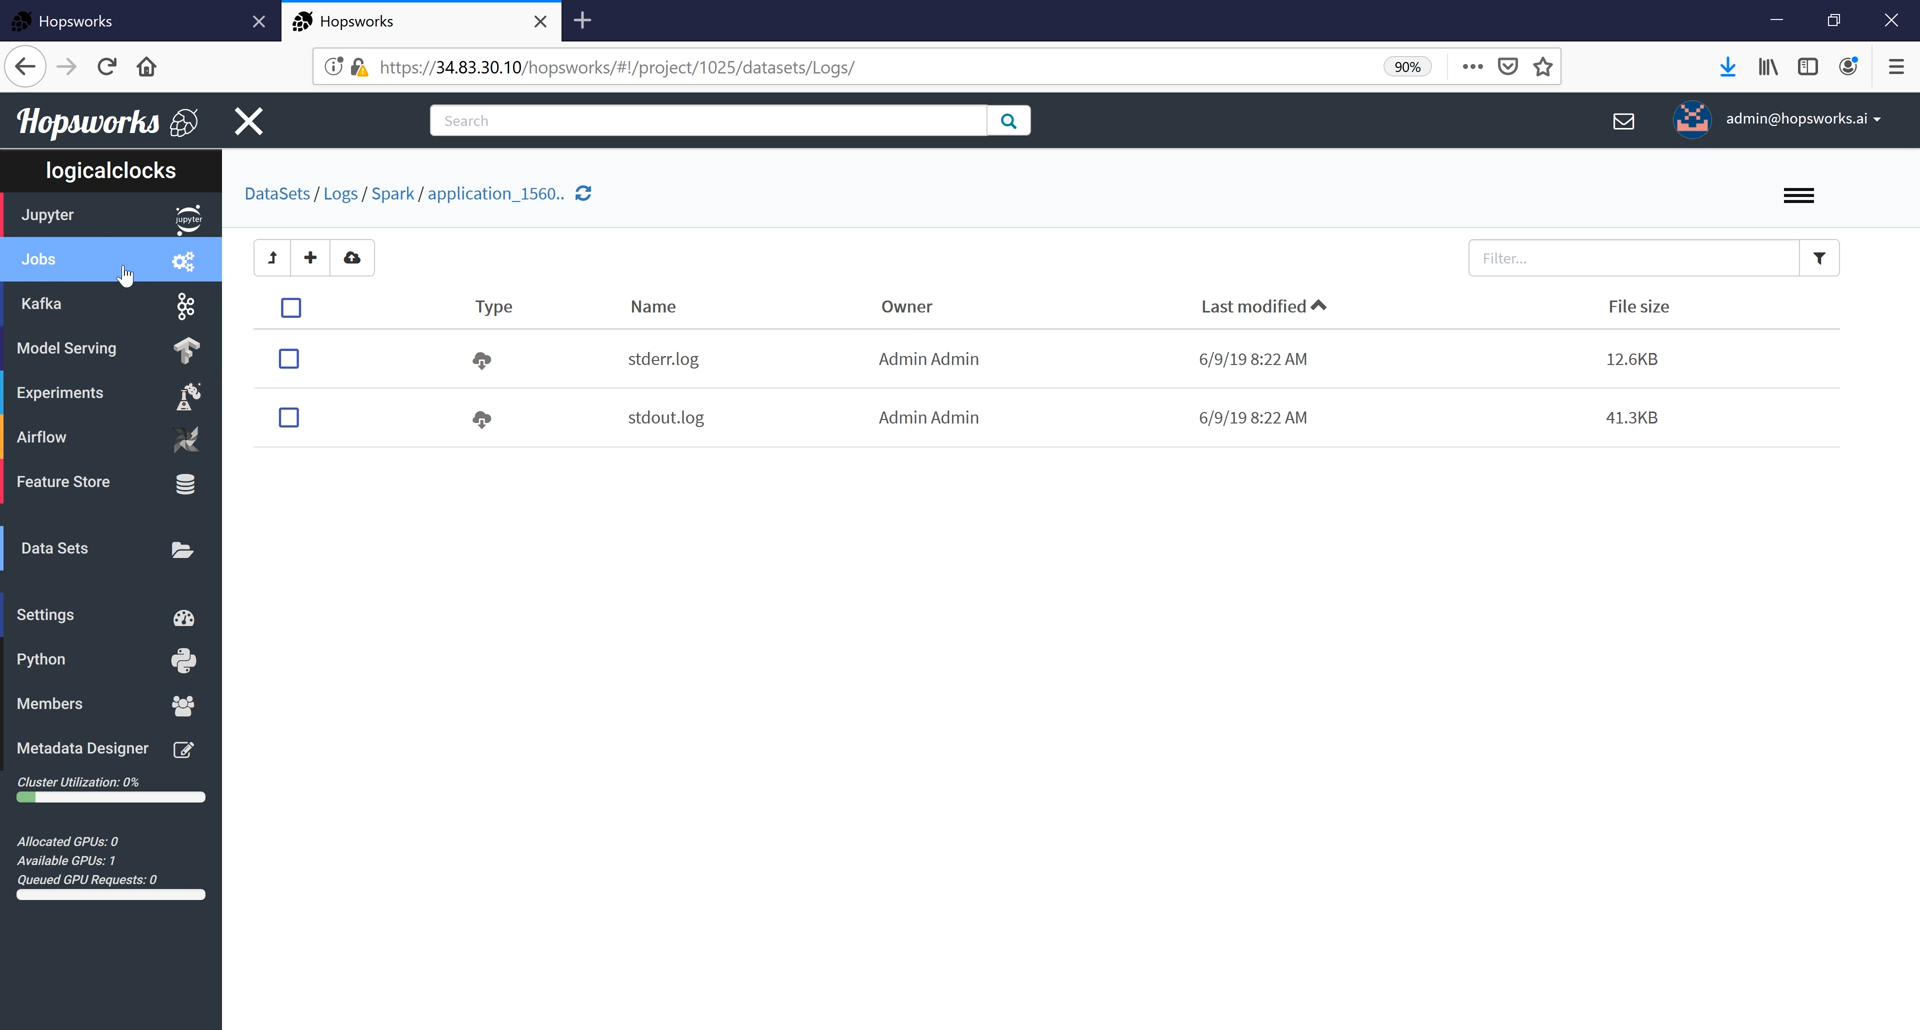 Hopsworks
Hopsworks
https://34.83.30.10/hopsworks/#!/project/1025/datasets/Logs/
90%
Hopsworks
Search
admin@hopsworks.ai
logicalclocks
Jupyter
jupyter
Jobs
Kafka
Model Serving
Experiments
Airflow
Feature Store
Data Sets
Settings
Python
Members
Metadata Designer
Cluster Utilization: 0%
Allocated GPUs: 0
Available GPUs: 1
Queued GPU Requests: 0
DataSets / Logs / Spark / application_1560..
Filter...
Type Name Owner Last modified File size
stderr.log Admin Admin 6/9/19 8:22 AM 12.6KB
stdout.log Admin Admin 6/9/19 8:22 AM 41.3KB